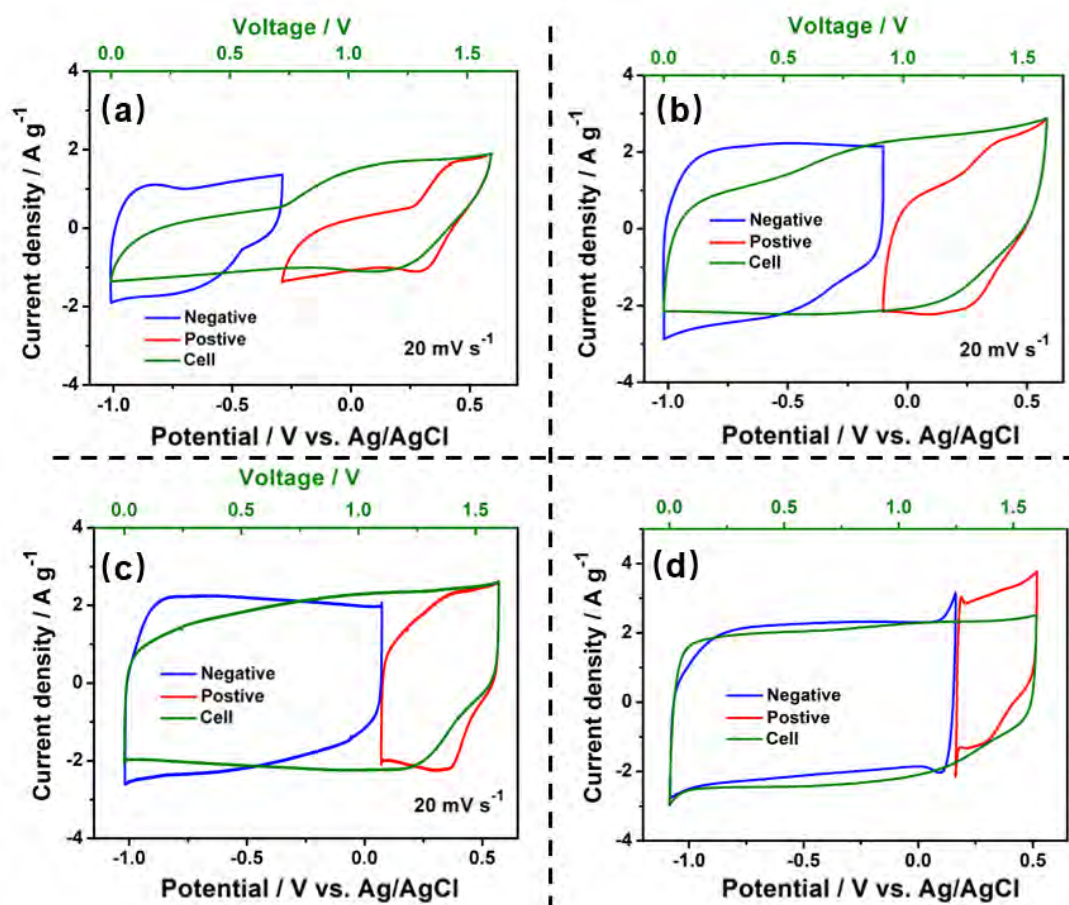 Voltage / V
0.0 0.5 1.0 1.5
(a)
Current density / A g-1
4
2
0
-2
-4
Negative
Postive
Cell
20 mV s-1
-1.0 -0.5 0.0 0.5
Potential / V vs. Ag/AgCl
Voltage / V
0.0 0.5 1.0 1.5
(b)
Current density / A g-1
4
2
0
-2
-4
Negative
Postive
Cell
20 mV s-1
-1.0 -0.5 0.0 0.5
Potential / V vs. Ag/AgCl
Voltage / V
0.0 0.5 1.0 1.5
(c)
Current density / A g-1
4
2
0
-2
-4
Negative
Postive
Cell
20 mV s-1
-1.0 -0.5 0.0 0.5
Potential / V vs. Ag/AgCl
0.0 0.5 1.0 1.5
(d)
Current density / A g-1
4
2
0
-2
-4
Negative
Postive
Cell
-1.0 -0.5 0.0 0.5
Potential / V vs. Ag/AgCl